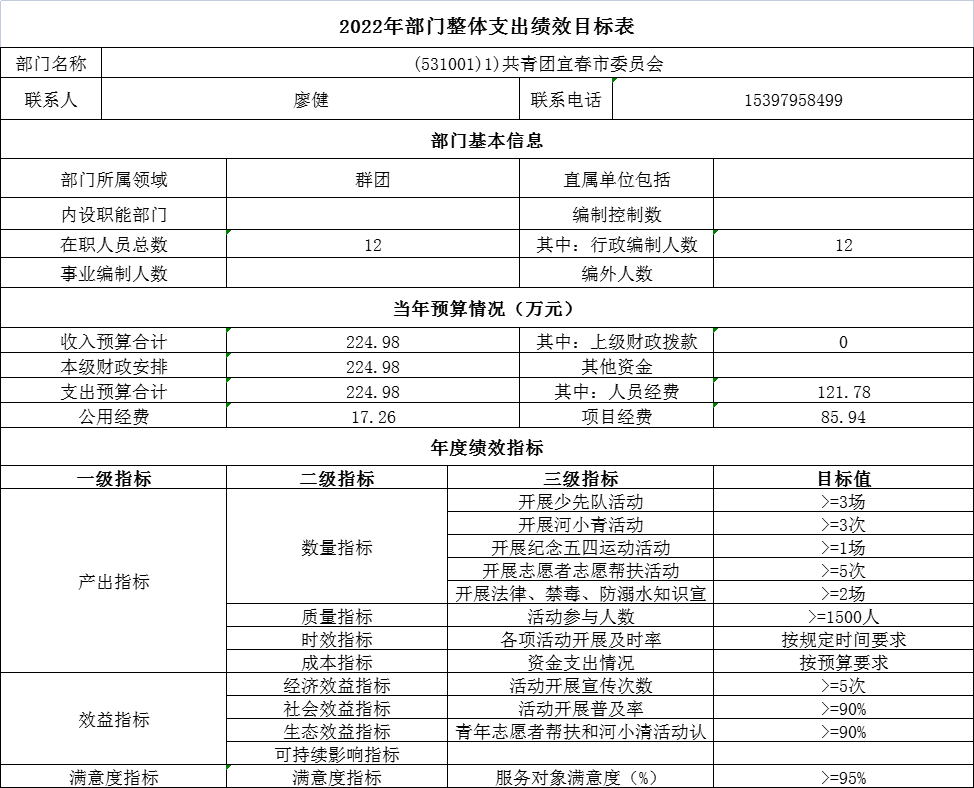 2022年部门整体支出绩效目标表
部门名称 (531001)1)共青团宜春市委员会
联系人 廖健 联系电话 15397958499
部门基本信息
部门所属领域 群团 直属单位包括
内设职能部门 编制控制数
在职人员总数 12 其中：行政编制人数 12
事业编制人数 编外人数
当年预算情况（万元）
收入预算合计 224.98 其中：上级财政拨款 0
本级财政安排 224.98 其他资金
支出预算合计 224.98 其中：人员经费 121.78
公用经费 17.26 项目经费 85.94
年度绩效指标
一级指标 二级指标 三级指标 目标值
产出指标 数量指标 开展少先队活动 >=3场
开展河小青活动 >=3次
开展纪念五四运动活动 >=1场
开展志愿者志愿帮扶活动 >=5次
开展法律、禁毒、防溺水知识宣 >=2场
质量指标 活动参与人数 >=1500人
时效指标 各项活动开展及时率 按规定时间要求
成本指标 资金支出情况 按预算要求
效益指标 经济效益指标 活动开展宣传次数 >=5次
社会效益指标 活动开展普及率 >=90%
生态效益指标 青年志愿者帮扶和河小清活动认 >=90%
可持续影响指标
满意度指标 满意度指标 服务对象满意度（%） >=95%